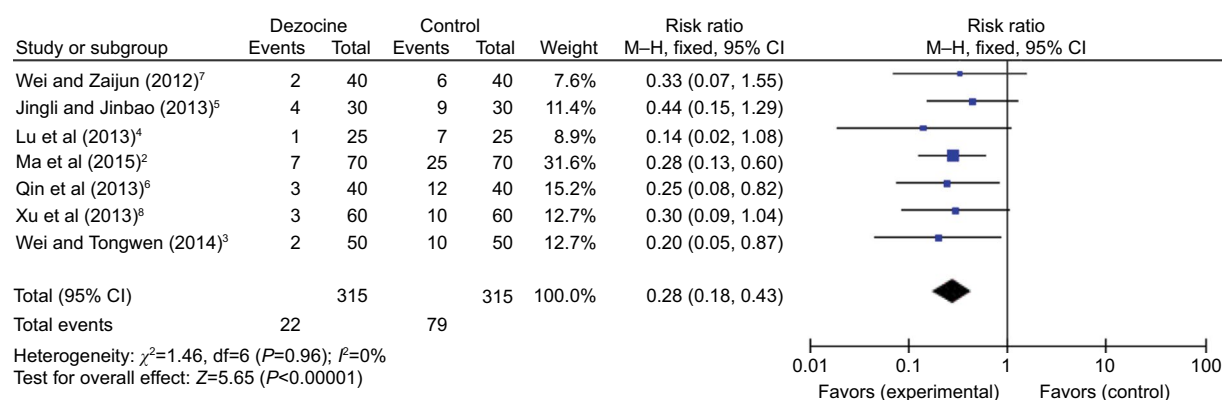 Dezocine Control Risk ratio Risk ratio
Study or subgroup Events Total Events Total Weight M–H, fixed, 95% CI M–H, fixed, 95% CI
Wei and Zaijun (2012)⁷ 2 40 6 40 7.6% 0.33 (0.07, 1.55)
Jingli and Jinbao (2013)⁵ 4 30 9 30 11.4% 0.44 (0.15, 1.29)
Lu et al (2013)⁴ 1 25 7 25 8.9% 0.14 (0.02, 1.08)
Ma et al (2015)² 7 70 25 70 31.6% 0.28 (0.13, 0.60)
Qin et al (2013)⁶ 3 40 12 40 15.2% 0.25 (0.08, 0.82)
Xu et al (2013)⁸ 3 60 10 60 12.7% 0.30 (0.09, 1.04)
Wei and Tongwen (2014)³ 2 50 10 50 12.7% 0.20 (0.05, 0.87)
Total (95% CI) 315 315 100.0% 0.28 (0.18, 0.43)
Total events 22 79
Heterogeneity: χ²=1.46, df=6 (P=0.96); I²=0%
Test for overall effect: Z=5.65 (P<0.00001)
0.01 0.1 1 10 100
Favors (experimental) Favors (control)